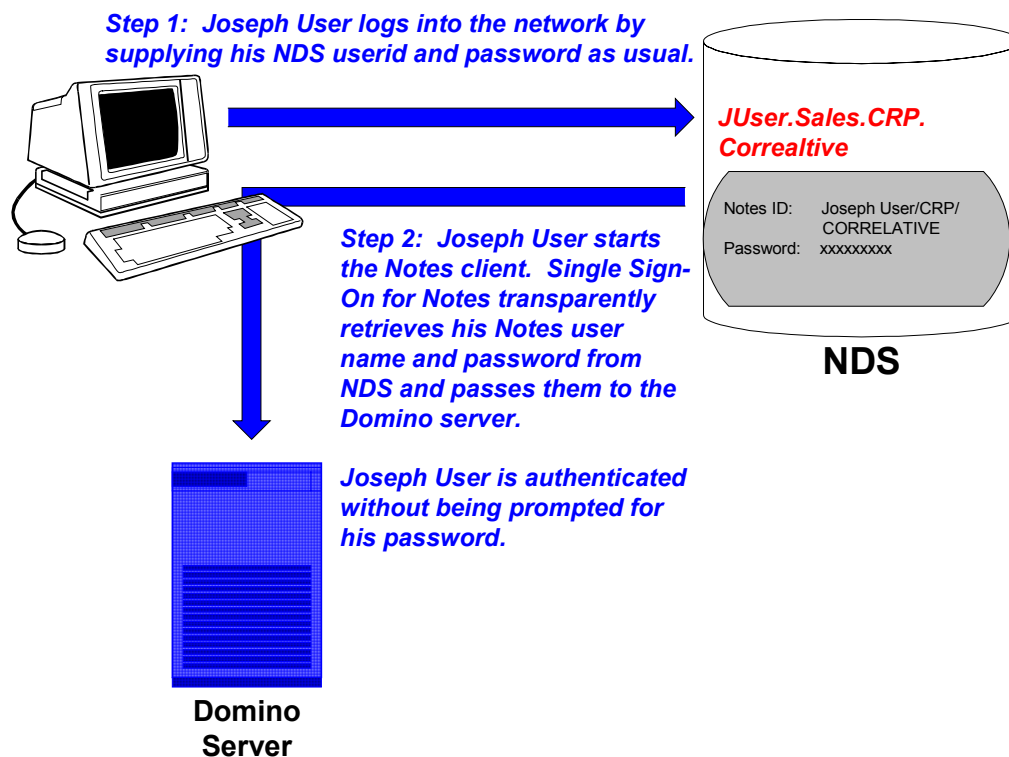 Step 1:  Joseph User logs into the network by
supplying his NDS userid and password as usual.
JUser.Sales.CRP.
Correaltive
Notes ID: Joseph User/CRP/
CORRELATIVE
Password: xxxxxxxxx
NDS
Step 2:  Joseph User starts
the Notes client.  Single Sign-
On for Notes transparently
retrieves his Notes user
name and password from
NDS and passes them to the
Domino server.
Joseph User is authenticated
without being prompted for
his password.
Domino
Server